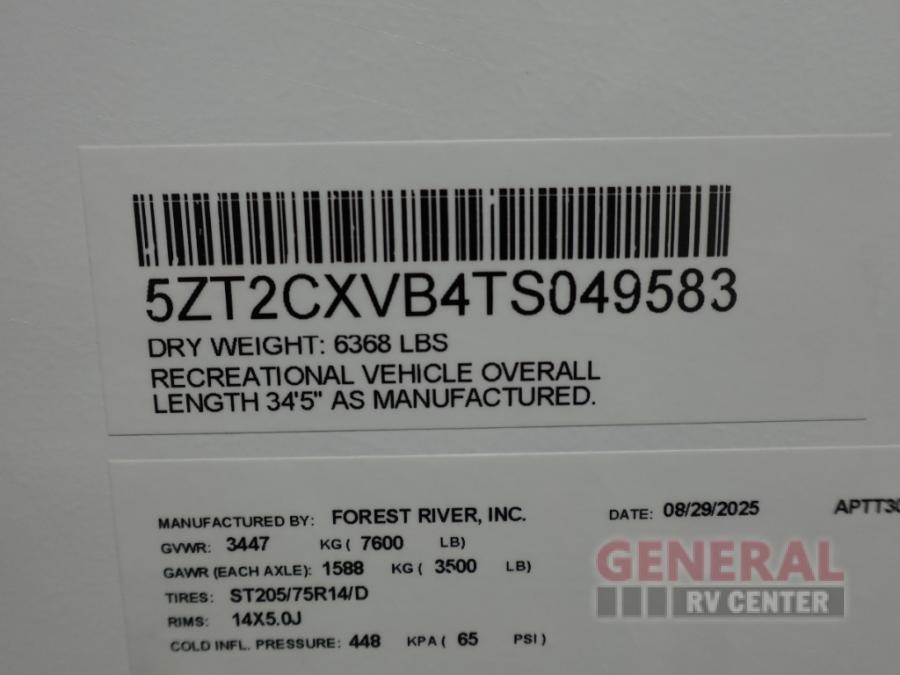 5ZT2CXVB4TS049583
DRY WEIGHT: 6368 LBS
RECREATIONAL VEHICLE OVERALL
LENGTH 34'5" AS MANUFACTURED.
MANUFACTURED BY: FOREST RIVER, INC. DATE: 08/29/2025 APTT30
GVWR: 3447 KG ( 7600 LB)
GAWR (EACH AXLE): 1588 KG ( 3500 LB)
TIRES: ST205/75R14/D
RIMS: 14X5.0J
COLD INFL. PRESSURE: 448 KPA ( 65 PSI )
GENERAL
RV CENTER